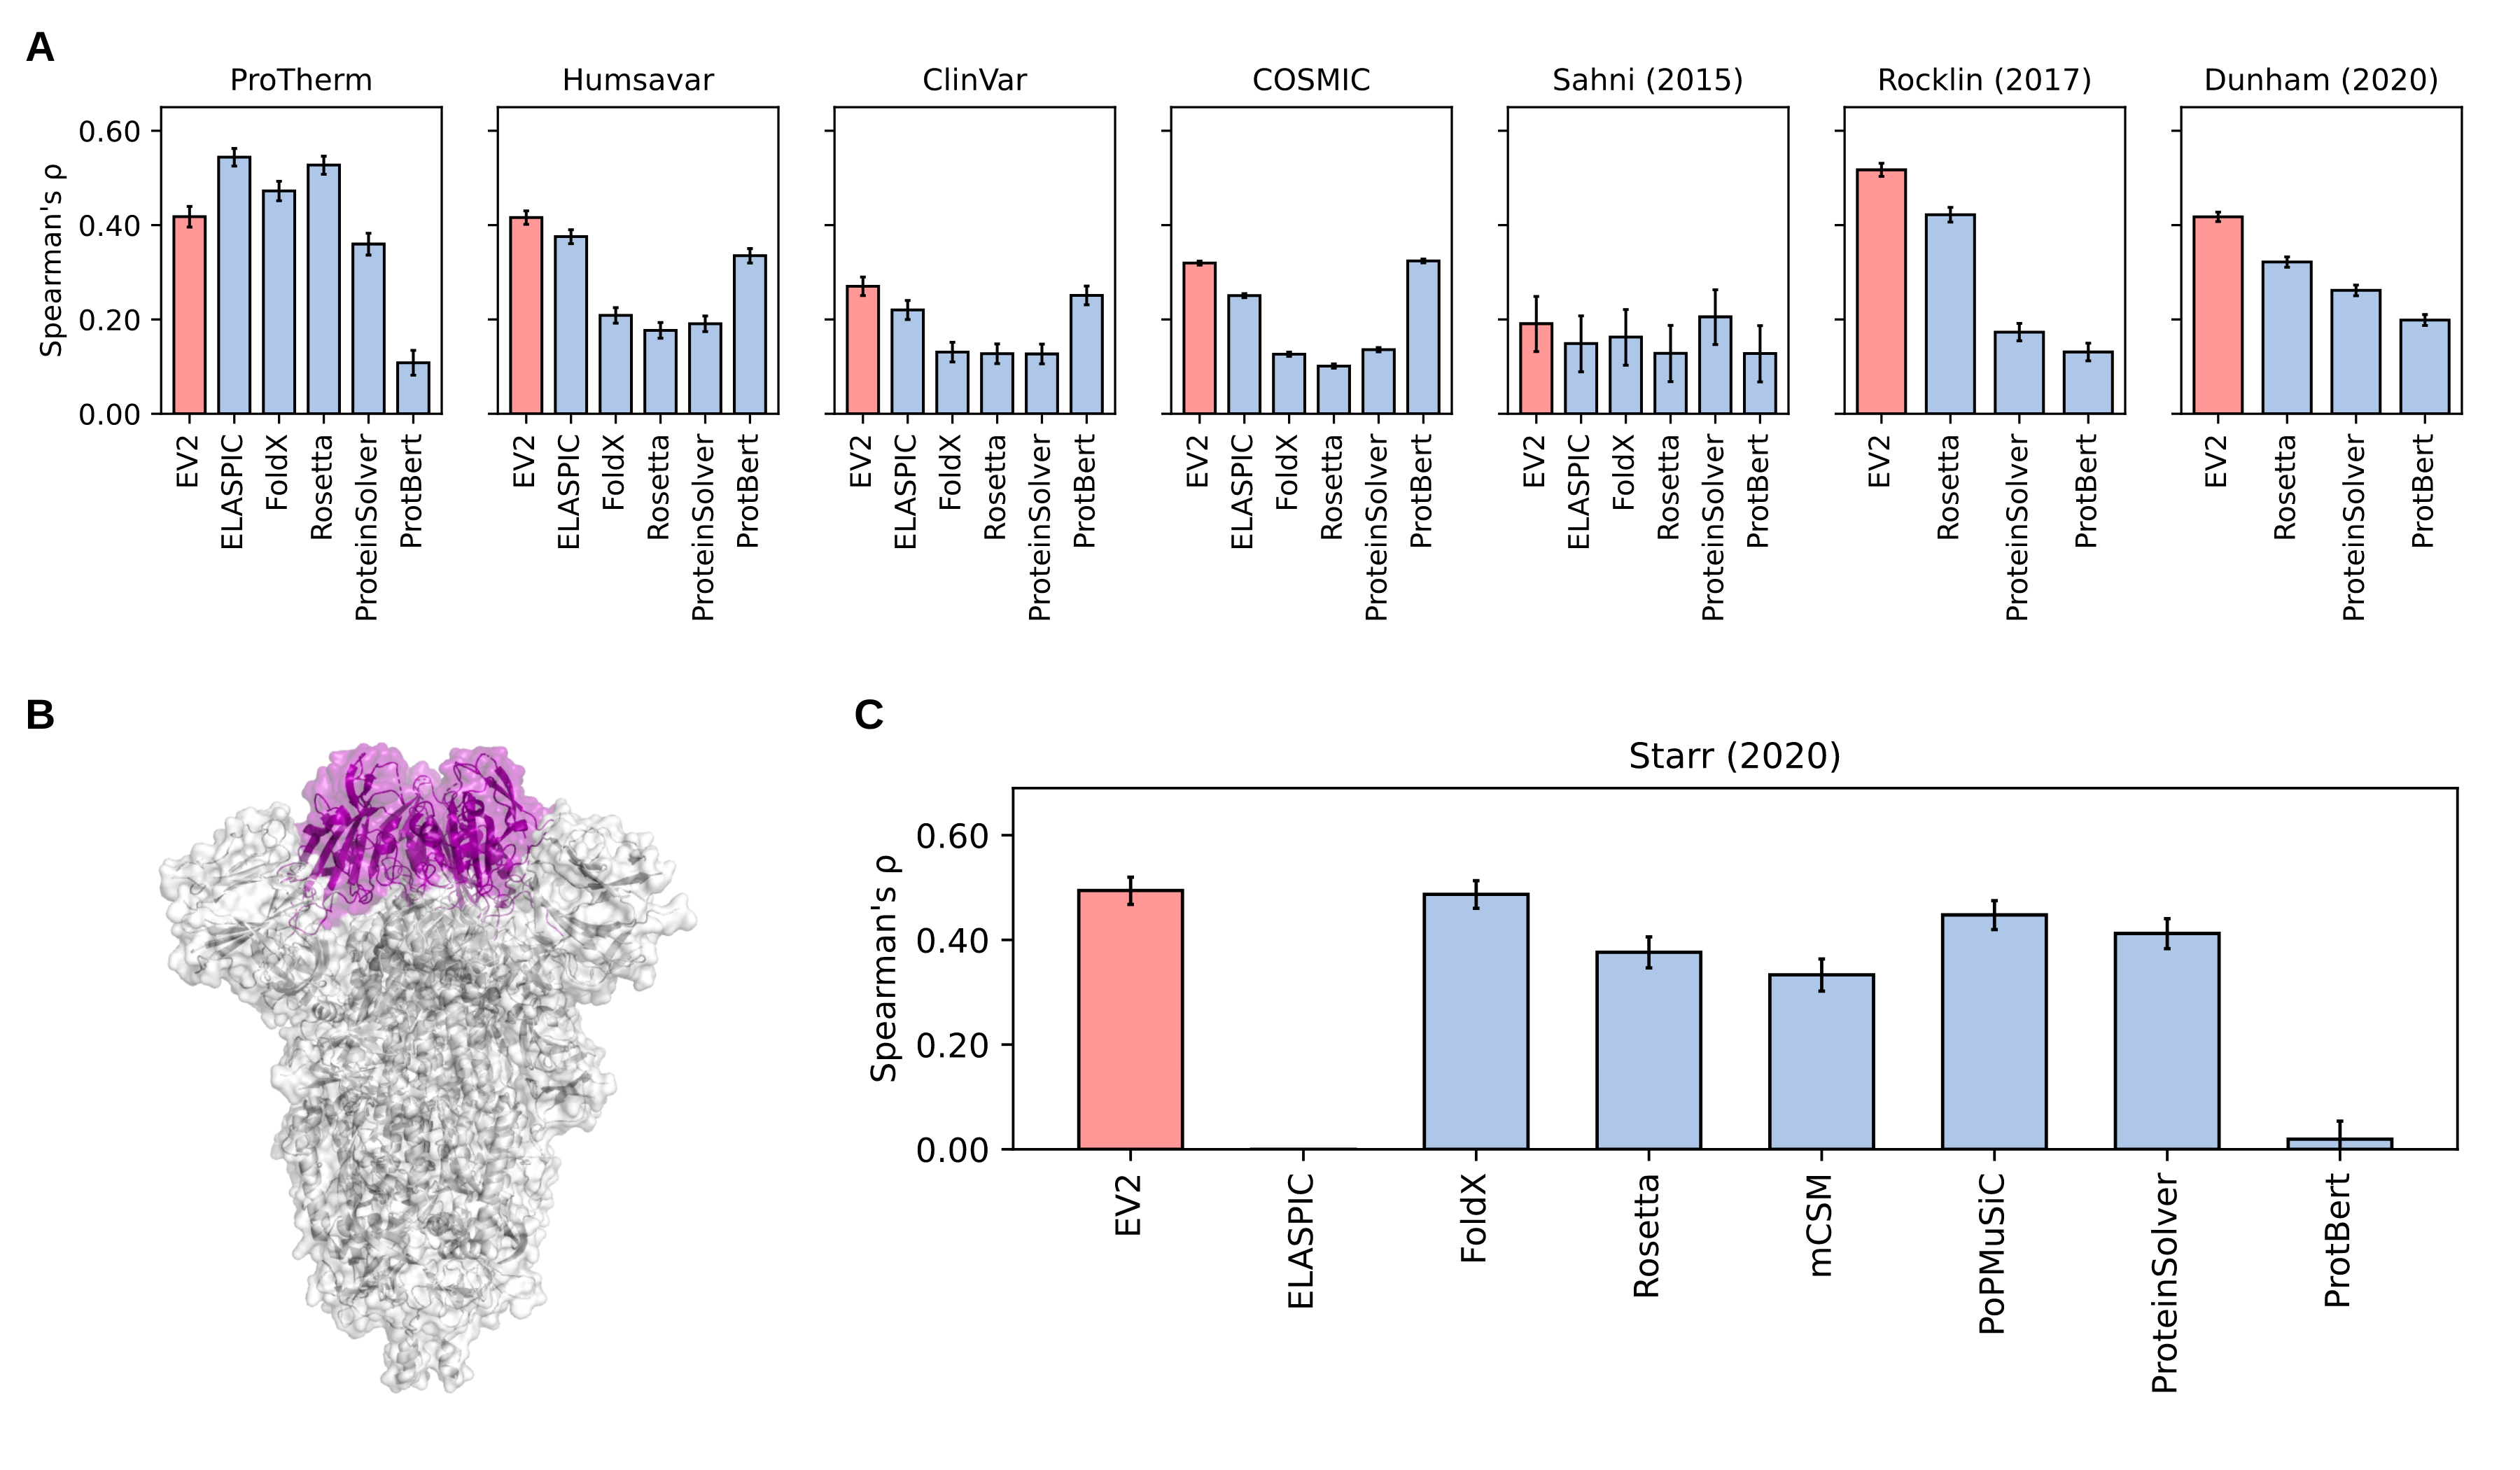 A
ProTherm
Humsavar
ClinVar
COSMIC
Sahni (2015)
Rocklin (2017)
Dunham (2020)
Spearman's ρ
0.60
0.40
0.20
0.00
EV2
ELASPIC
FoldX
Rosetta
ProteinSolver
ProtBert
EV2
ELASPIC
FoldX
Rosetta
ProteinSolver
ProtBert
EV2
ELASPIC
FoldX
Rosetta
ProteinSolver
ProtBert
EV2
ELASPIC
FoldX
Rosetta
ProteinSolver
ProtBert
EV2
ELASPIC
FoldX
Rosetta
ProteinSolver
ProtBert
EV2
Rosetta
ProteinSolver
ProtBert
EV2
Rosetta
ProteinSolver
ProtBert
B
C
Starr (2020)
Spearman's ρ
0.60
0.40
0.20
0.00
EV2
ELASPIC
FoldX
Rosetta
mCSM
PoPMuSiC
ProteinSolver
ProtBert